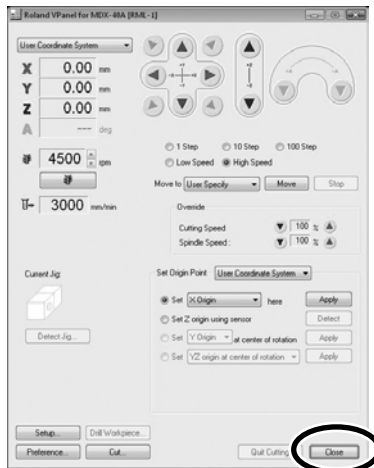 Roland VPanel for MDX-40A [RML-1]
User Coordinate System
X 0.00 mm
Y 0.00 mm
Z 0.00 mm
A --- deg
4500 rpm
3000 mm/min
1 Step 10 Step 100 Step
Low Speed High Speed
Move to User Specify Move Stop
Override
Cutting Speed 100 %
Spindle Speed : 100 %
Current Jig:
Detect Jig...
Set Origin Point User Coordinate System
Set X Origin here Apply
Set Z origin using sensor Detect
Set Y Origin at center of rotation Apply
Set YZ origin at center of rotation Apply
Setup... Drill Workpiece...
Preference... Cut... Quit Cutting Close